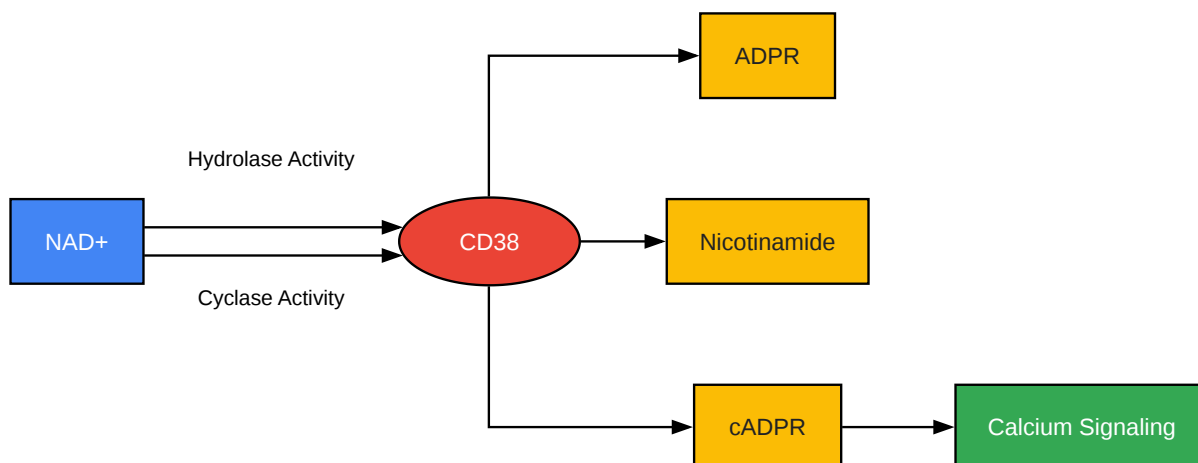 ADPR
Hydrolase Activity
NAD+
CD38
Nicotinamide
Cyclase Activity
cADPR
Calcium Signaling